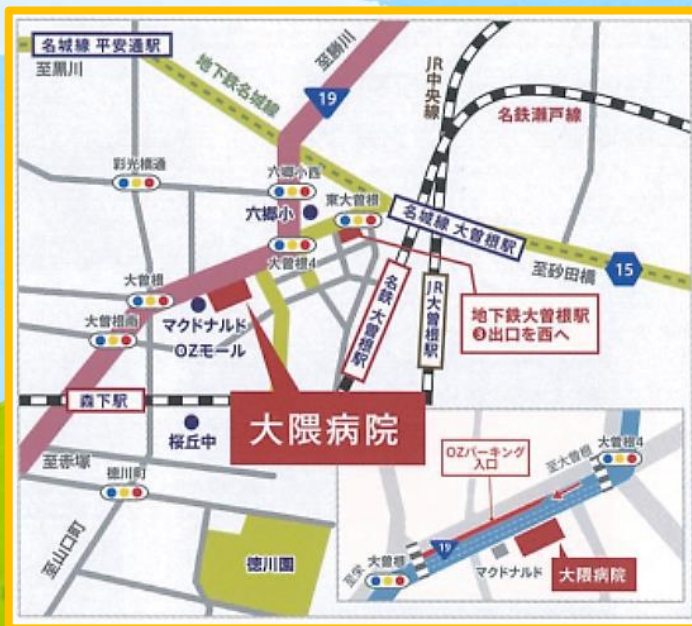 名城線 平安通駅
至黒川
地下鉄名城線
至勝川
19
JR中央線
名鉄瀬戸線
彩光橋通
六郷小西
東大曽根
六郷小
名城線 大曽根駅
大曽根4
至砂田橋
15
大曽根
大曽根南
マクドナルド
OZモール
名鉄 大曽根駅
JR大曽根駅
地下鉄大曽根駅
❸出口を西へ
森下駅
桜丘中
大隈病院
至赤塚
徳川町
至山口町
徳川園
大曽根4
OZパーキング
入口
至大曽根
19
至栄
大曽根
マクドナルド
大隈病院